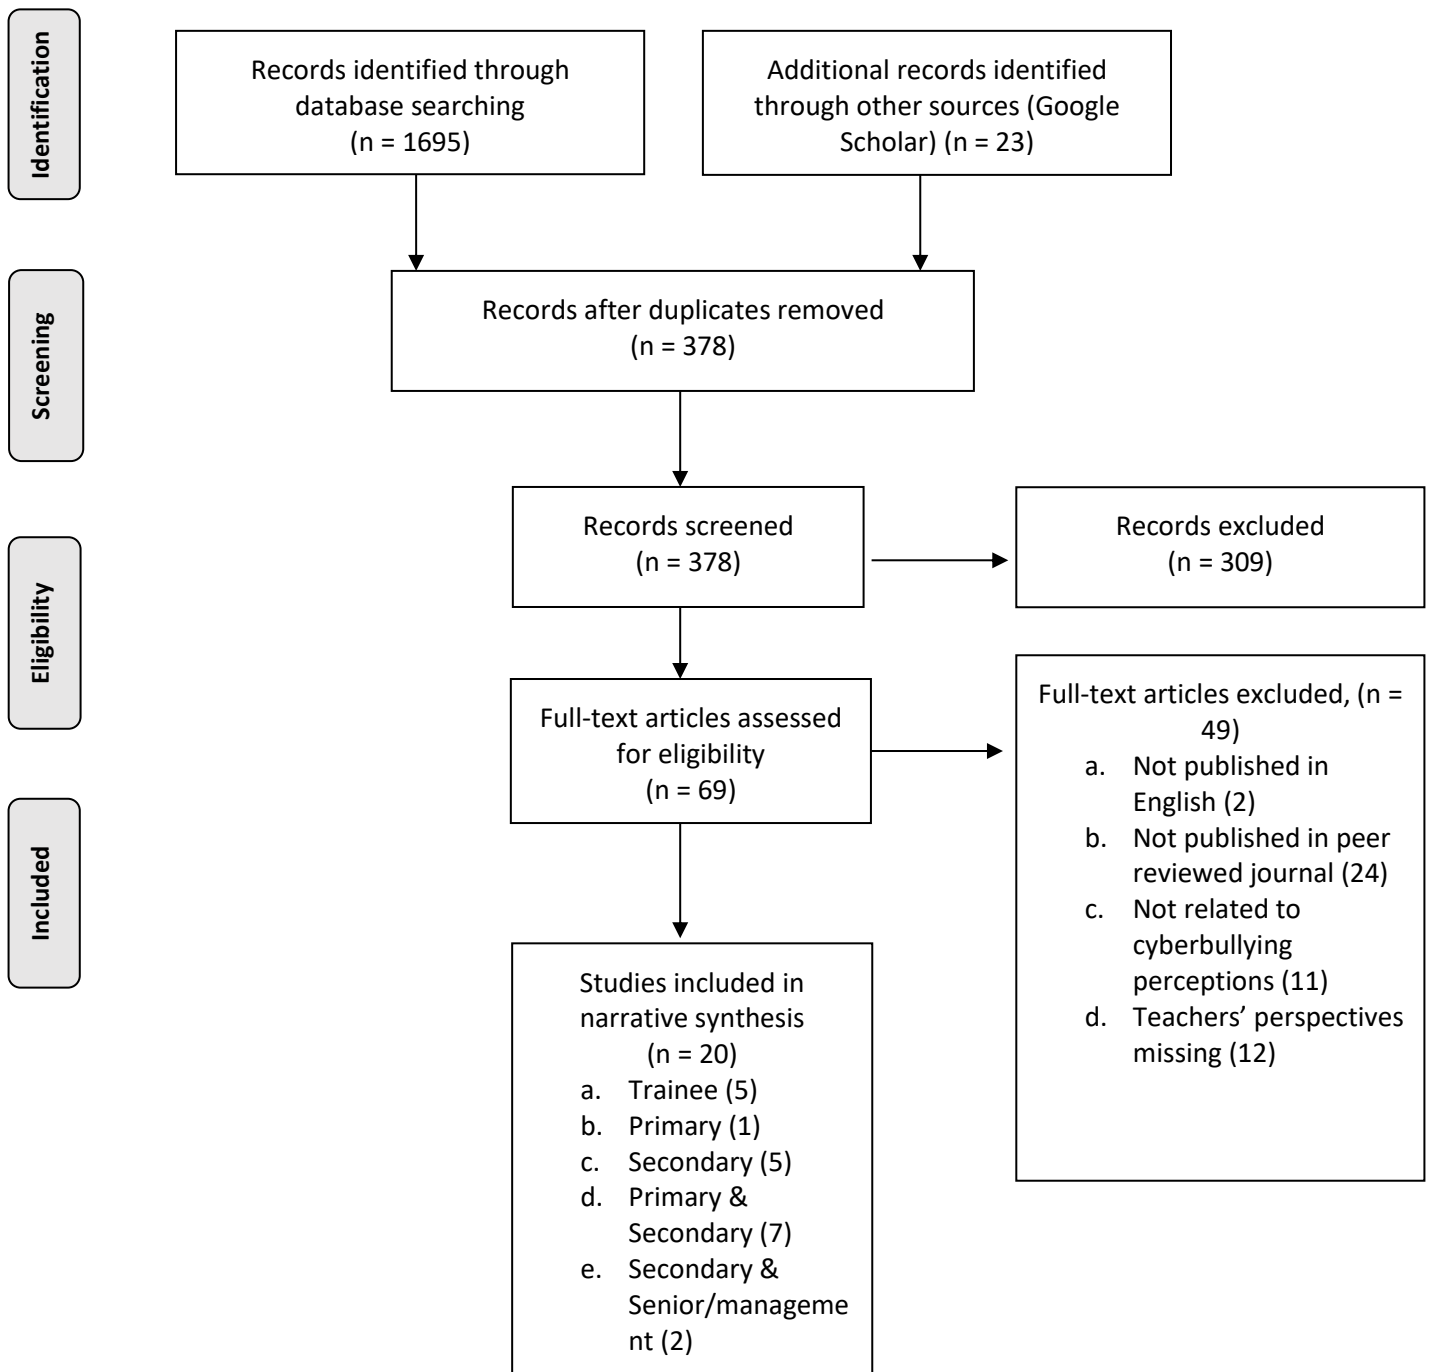 Identification
Records identified through
database searching
(n = 1695)
Additional records identified
through other sources (Google
Scholar) (n = 23)
Screening
Records after duplicates removed
(n = 378)
Records screened
(n = 378)
Records excluded
(n = 309)
Eligibility
Full-text articles assessed
for eligibility
(n = 69)
Full-text articles excluded, (n =
49)
a. Not published in
English (2)
b. Not published in peer
reviewed journal (24)
c. Not related to
cyberbullying
perceptions (11)
d. Teachers’ perspectives
missing (12)
Included
Studies included in
narrative synthesis
(n = 20)
a. Trainee (5)
b. Primary (1)
c. Secondary (5)
d. Primary &
Secondary (7)
e. Secondary &
Senior/manageme
nt (2)